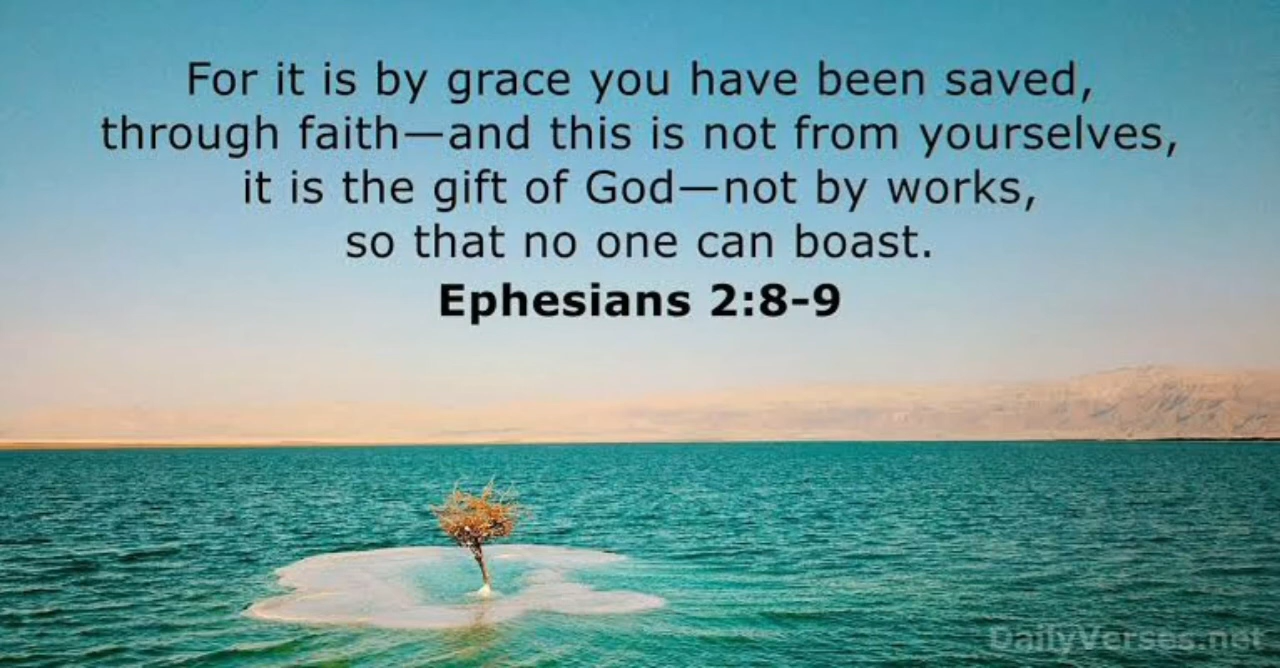 For it is by grace you have been saved,
through faith—and this is not from yourselves,
it is the gift of God—not by works,
so that no one can boast.
Ephesians 2:8-9
DailyVerses.net